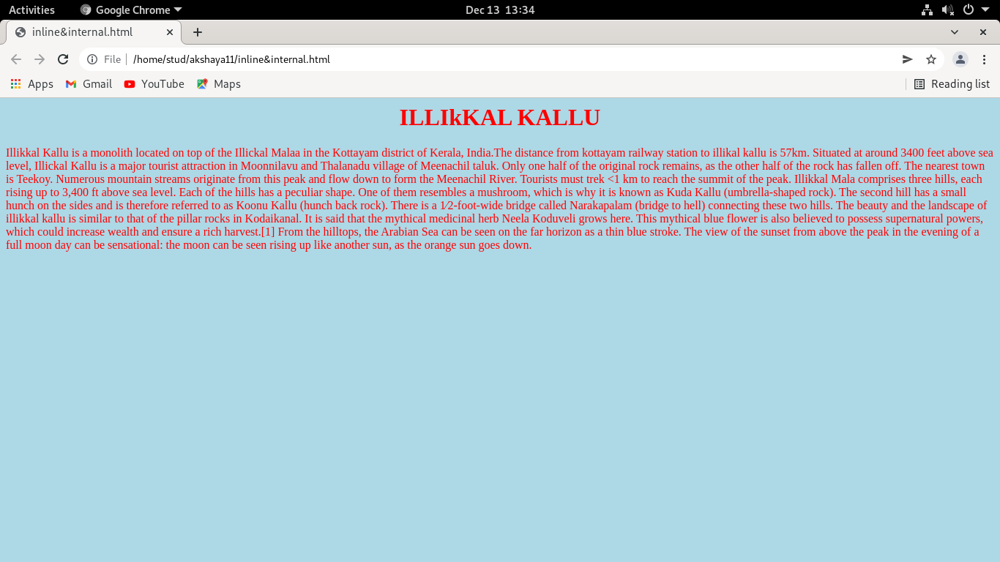 Activities Google Chrome Dec 13 13:34
inline&internal.html
File /home/stud/akshaya11/inline&internal.html
Apps Gmail YouTube Maps Reading list
ILLIkKAL KALLU
Illikkal Kallu is a monolith located on top of the Illickal Malaa in the Kottayam district of Kerala, India.The distance from kottayam railway station to illikal kallu is 57km. Situated at around 3400 feet above sea
level, Illickal Kallu is a major tourist attraction in Moonnilavu and Thalanadu village of Meenachil taluk. Only one half of the original rock remains, as the other half of the rock has fallen off. The nearest town
is Teekoy. Numerous mountain streams originate from this peak and flow down to form the Meenachil River. Tourists must trek <1 km to reach the summit of the peak. Illikkal Mala comprises three hills, each
rising up to 3,400 ft above sea level. Each of the hills has a peculiar shape. One of them resembles a mushroom, which is why it is known as Kuda Kallu (umbrella-shaped rock). The second hill has a small
hunch on the sides and is therefore referred to as Koonu Kallu (hunch back rock). There is a 1⁄2-foot-wide bridge called Narakapalam (bridge to hell) connecting these two hills. The beauty and the landscape of
illikkal kallu is similar to that of the pillar rocks in Kodaikanal. It is said that the mythical medicinal herb Neela Koduveli grows here. This mythical blue flower is also believed to possess supernatural powers,
which could increase wealth and ensure a rich harvest.[1] From the hilltops, the Arabian Sea can be seen on the far horizon as a thin blue stroke. The view of the sunset from above the peak in the evening of a
full moon day can be sensational: the moon can be seen rising up like another sun, as the orange sun goes down.